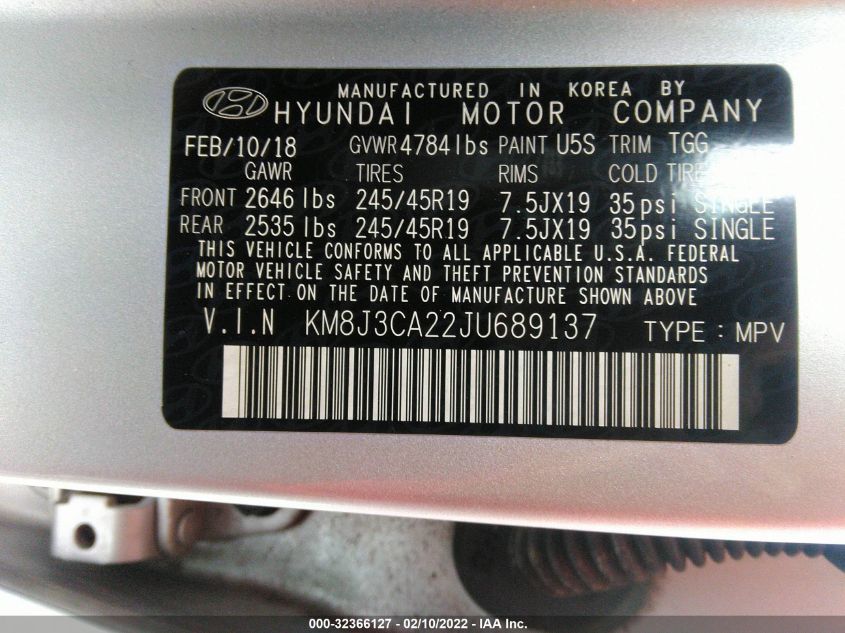 MANUFACTURED IN KOREA BY
HYUNDAI MOTOR COMPANY
FEB/10/18 GVWR 4784 lbs PAINT U5S TRIM TGG
GAWR TIRES RIMS COLD TIRE
FRONT 2646 lbs 245/45R19 7.5JX19 35 psi SINGLE
REAR 2535 lbs 245/45R19 7.5JX19 35 psi SINGLE
THIS VEHICLE CONFORMS TO ALL APPLICABLE U.S.A. FEDERAL
MOTOR VEHICLE SAFETY AND THEFT PREVENTION STANDARDS
IN EFFECT ON THE DATE OF MANUFACTURE SHOWN ABOVE
V.I.N KM8J3CA22JU689137 TYPE : MPV
000-32366127 - 02/10/2022 - IAA Inc.